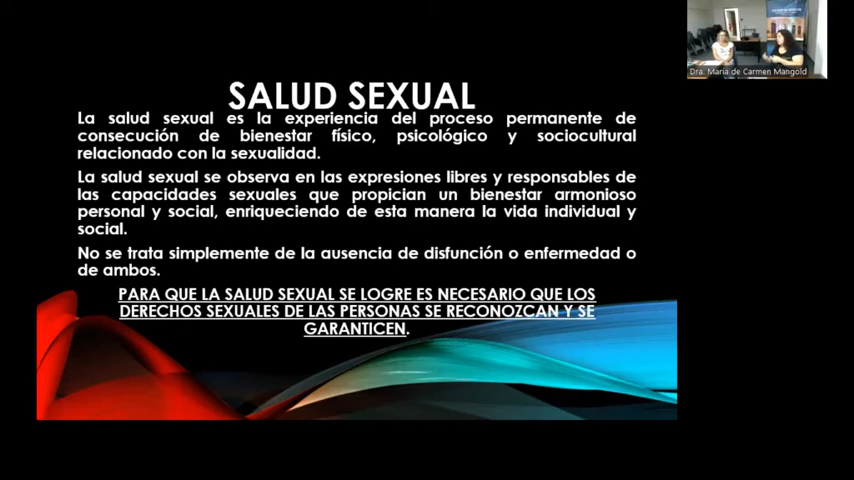 SALUD SEXUAL
La salud sexual es la experiencia del proceso permanente de
consecución de bienestar físico, psicológico y sociocultural
relacionado con la sexualidad.
La salud sexual se observa en las expresiones libres y responsables de
las capacidades sexuales que propician un bienestar armonioso
personal y social, enriqueciendo de esta manera la vida individual y
social.
No se trata simplemente de la ausencia de disfunción o enfermedad o
de ambos.
PARA QUE LA SALUD SEXUAL SE LOGRE ES NECESARIO QUE LOS
DERECHOS SEXUALES DE LAS PERSONAS SE RECONOZCAN Y SE
GARANTICEN.
Dra. Maria de Carmen Mangold